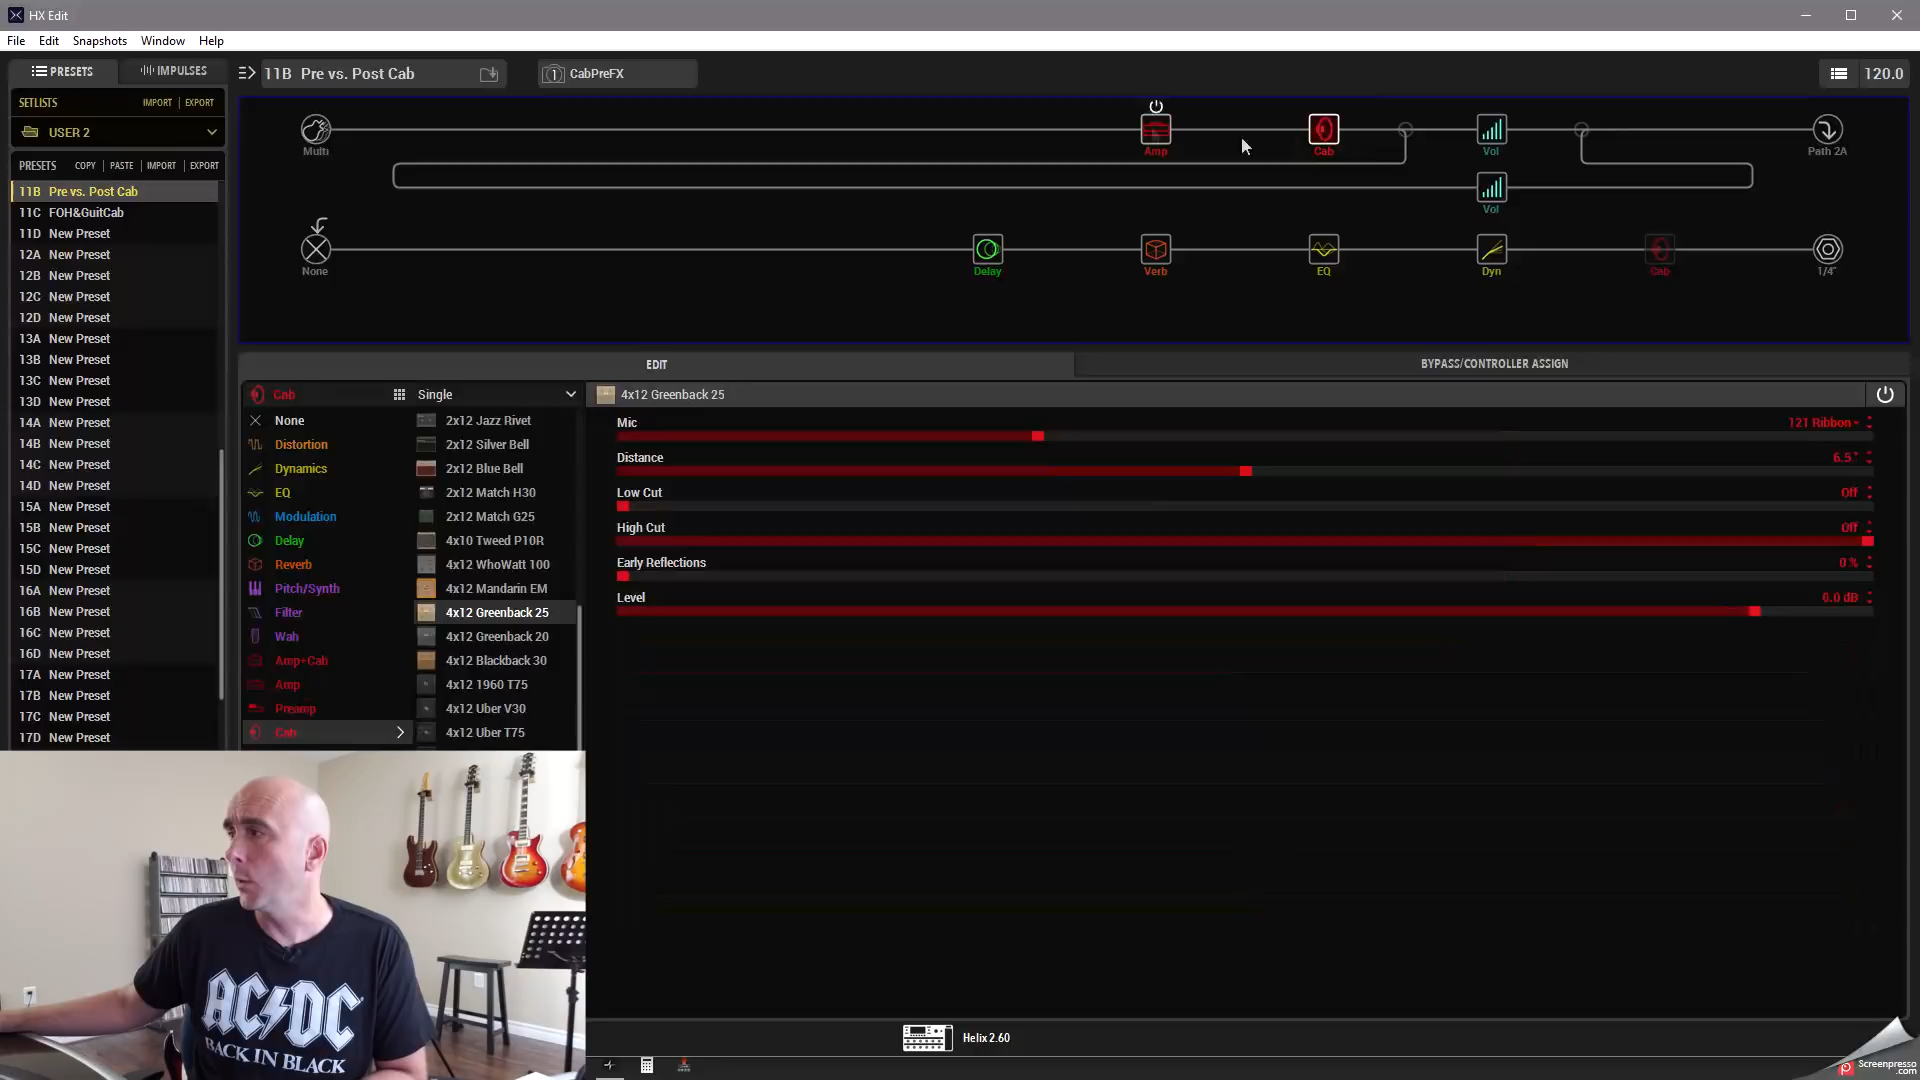 HX Edit
File Edit Snapshots Window Help
PRESETS IMPULSES
11B Pre vs. Post Cab
1 CabPreFX
120.0
SETLISTS IMPORT | EXPORT
USER 2
PRESETS COPY PASTE IMPORT EXPORT
11B Pre vs. Post Cab
11C FOH&GuitCab
11D New Preset
12A New Preset
12B New Preset
12C New Preset
12D New Preset
13A New Preset
13B New Preset
13C New Preset
13D New Preset
14A New Preset
14B New Preset
14C New Preset
14D New Preset
15A New Preset
15B New Preset
15C New Preset
15D New Preset
16A New Preset
16B New Preset
16C New Preset
16D New Preset
17A New Preset
17B New Preset
17C New Preset
17D New Preset
Multi Amp Cab Vol Path 2A
Vol
None Delay Verb EQ Dyn Cab 1/4"
EDIT BYPASS/CONTROLLER ASSIGN
Cab Single
None
Distortion
Dynamics
EQ
Modulation
Delay
Reverb
Pitch/Synth
Filter
Wah
Amp+Cab
Amp
Preamp
Cab
2x12 Jazz Rivet
2x12 Silver Bell
2x12 Blue Bell
2x12 Match H30
2x12 Match G25
4x10 Tweed P10R
4x12 WhoWatt 100
4x12 Mandarin EM
4x12 Greenback 25
4x12 Greenback 20
4x12 Blackback 30
4x12 1960 T75
4x12 Uber V30
4x12 Uber T75
4x12 Greenback 25
Mic 121 Ribbon
Distance 6.5"
Low Cut Off
High Cut Off
Early Reflections 0 %
Level 0.0 dB
AC DC
BACK IN BLACK
Helix 2.60
Screenpresso
.com